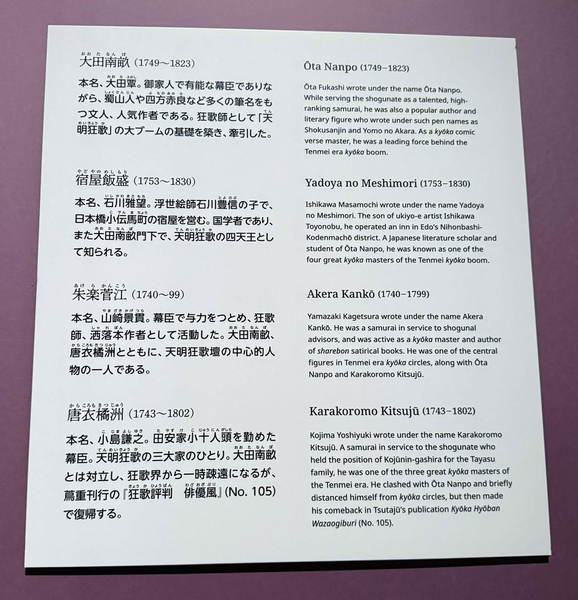 大田南畝（1749〜1823）
本名、大田覃。御家人で有能な幕臣でありな
がら、蜀山人や四方赤良など多くの筆名をも
つ文人、人気作者である。狂歌師として「天
明狂歌」の大ブームの基礎を築き、牽引した。
Ōta Nanpo (1749–1823)
Ōta Fukashi wrote under the name Ōta Nanpo.
While serving the shogunate as a talented, high-
ranking samurai, he was also a popular author and
literary figure who wrote under such pen names as
Shokusanjin and Yomo no Akara. As a kyōka comic
verse master, he was a leading force behind the
Tenmei era kyōka boom.
宿屋飯盛（1753〜1830）
本名、石川雅望。浮世絵師石川豊信の子で、
日本橋小伝馬町の宿屋を営む。国学者であり、
また大田南畝門下で、天明狂歌の四天王とし
て知られる。
Yadoya no Meshimori (1753–1830)
Ishikawa Masamochi wrote under the name Yadoya
no Meshimori. The son of ukiyo-e artist Ishikawa
Toyonobu, he operated an inn in Edo's Nihonbashi-
Kodenmachō district. A Japanese literature scholar and
student of Ōta Nanpo, he was known as one of the
four great kyōka masters of the Tenmei kyōka boom.
朱楽菅江（1740〜99）
本名、山崎景貫。幕臣で与力をつとめ、狂歌
師、洒落本作者として活動した。大田南畝、
唐衣橘洲とともに、天明狂歌壇の中心的人
物の一人である。
Akera Kankō (1740–1799)
Yamazaki Kagetsura wrote under the name Akera
Kankō. He was a samurai in service to shogunal
advisors, and was active as a kyōka master and author
of sharebon satirical books. He was one of the central
figures in Tenmei era kyōka circles, along with Ōta
Nanpo and Karakoromo Kitsujū.
唐衣橘洲（1743〜1802）
本名、小島謙之。田安家小十人頭を勤めた
幕臣。天明狂歌の三大家のひとり。大田南畝
とは対立し、狂歌界から一時疎遠になるが、
蔦重刊行の『狂歌評判　俳優風』（No. 105）
で復帰する。
Karakoromo Kitsujū (1743–1802)
Kojima Yoshiyuki wrote under the name Karakoromo
Kitsujū. A samurai in service to the shogunate who
held the position of Kojūnin-gashira for the Tayasu
family, he was one of the three great kyōka masters of
the Tenmei era. He clashed with Ōta Nanpo and briefly
distanced himself from kyōka circles, but then made
his comeback in Tsutajū's publication Kyōka Hyōban
Wazaogiburi (No. 105).